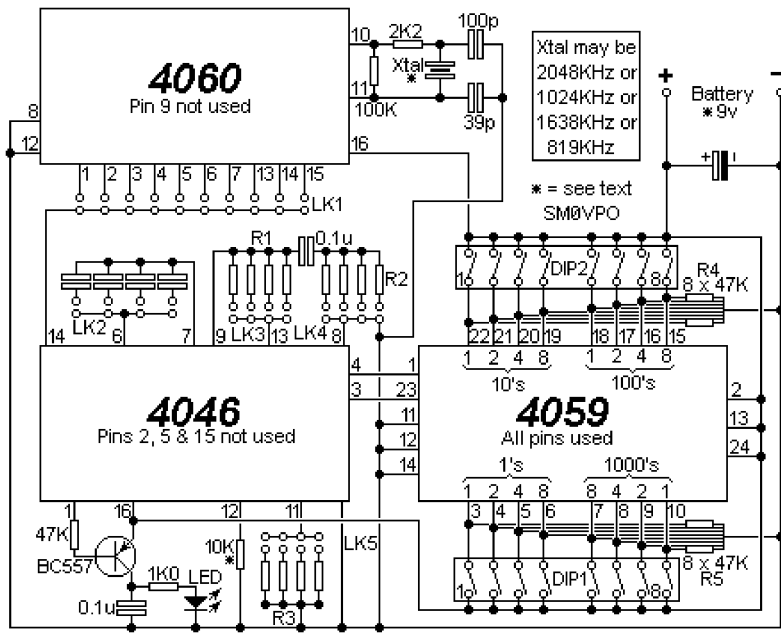 10
2K2
100p
Xtal
*
11
100K
39p
16
8
12
4060
Pin 9 not used
1 2 3 4 5 6 7 13 14 15
LK1
Xtal may be
2048KHz or
1024KHz or
1638KHz or
819KHz
* = see text
SM0VPO
+
-
Battery
* 9v
+ -
R1
0.1u
R2
LK2
LK3
LK4
14
6
7
9
13
8
1
DIP2
8
R4
8 x 47K
22 21 20 19 18 17 16 15
1 2 4 8 1 2 4 8
10's
100's
4046
Pins 2, 5 & 15 not used
4
3
1
23
11
12
14
4059
All pins used
2
13
24
1's
1000's
1 2 4 8 8 4 2 1
3 4 5 6 7 8 9 10
1
16
12
11
LK5
47K
BC557
1K0
LED
0.1u
10K
*
R3
1
DIP1
8
8 x 47K
R5